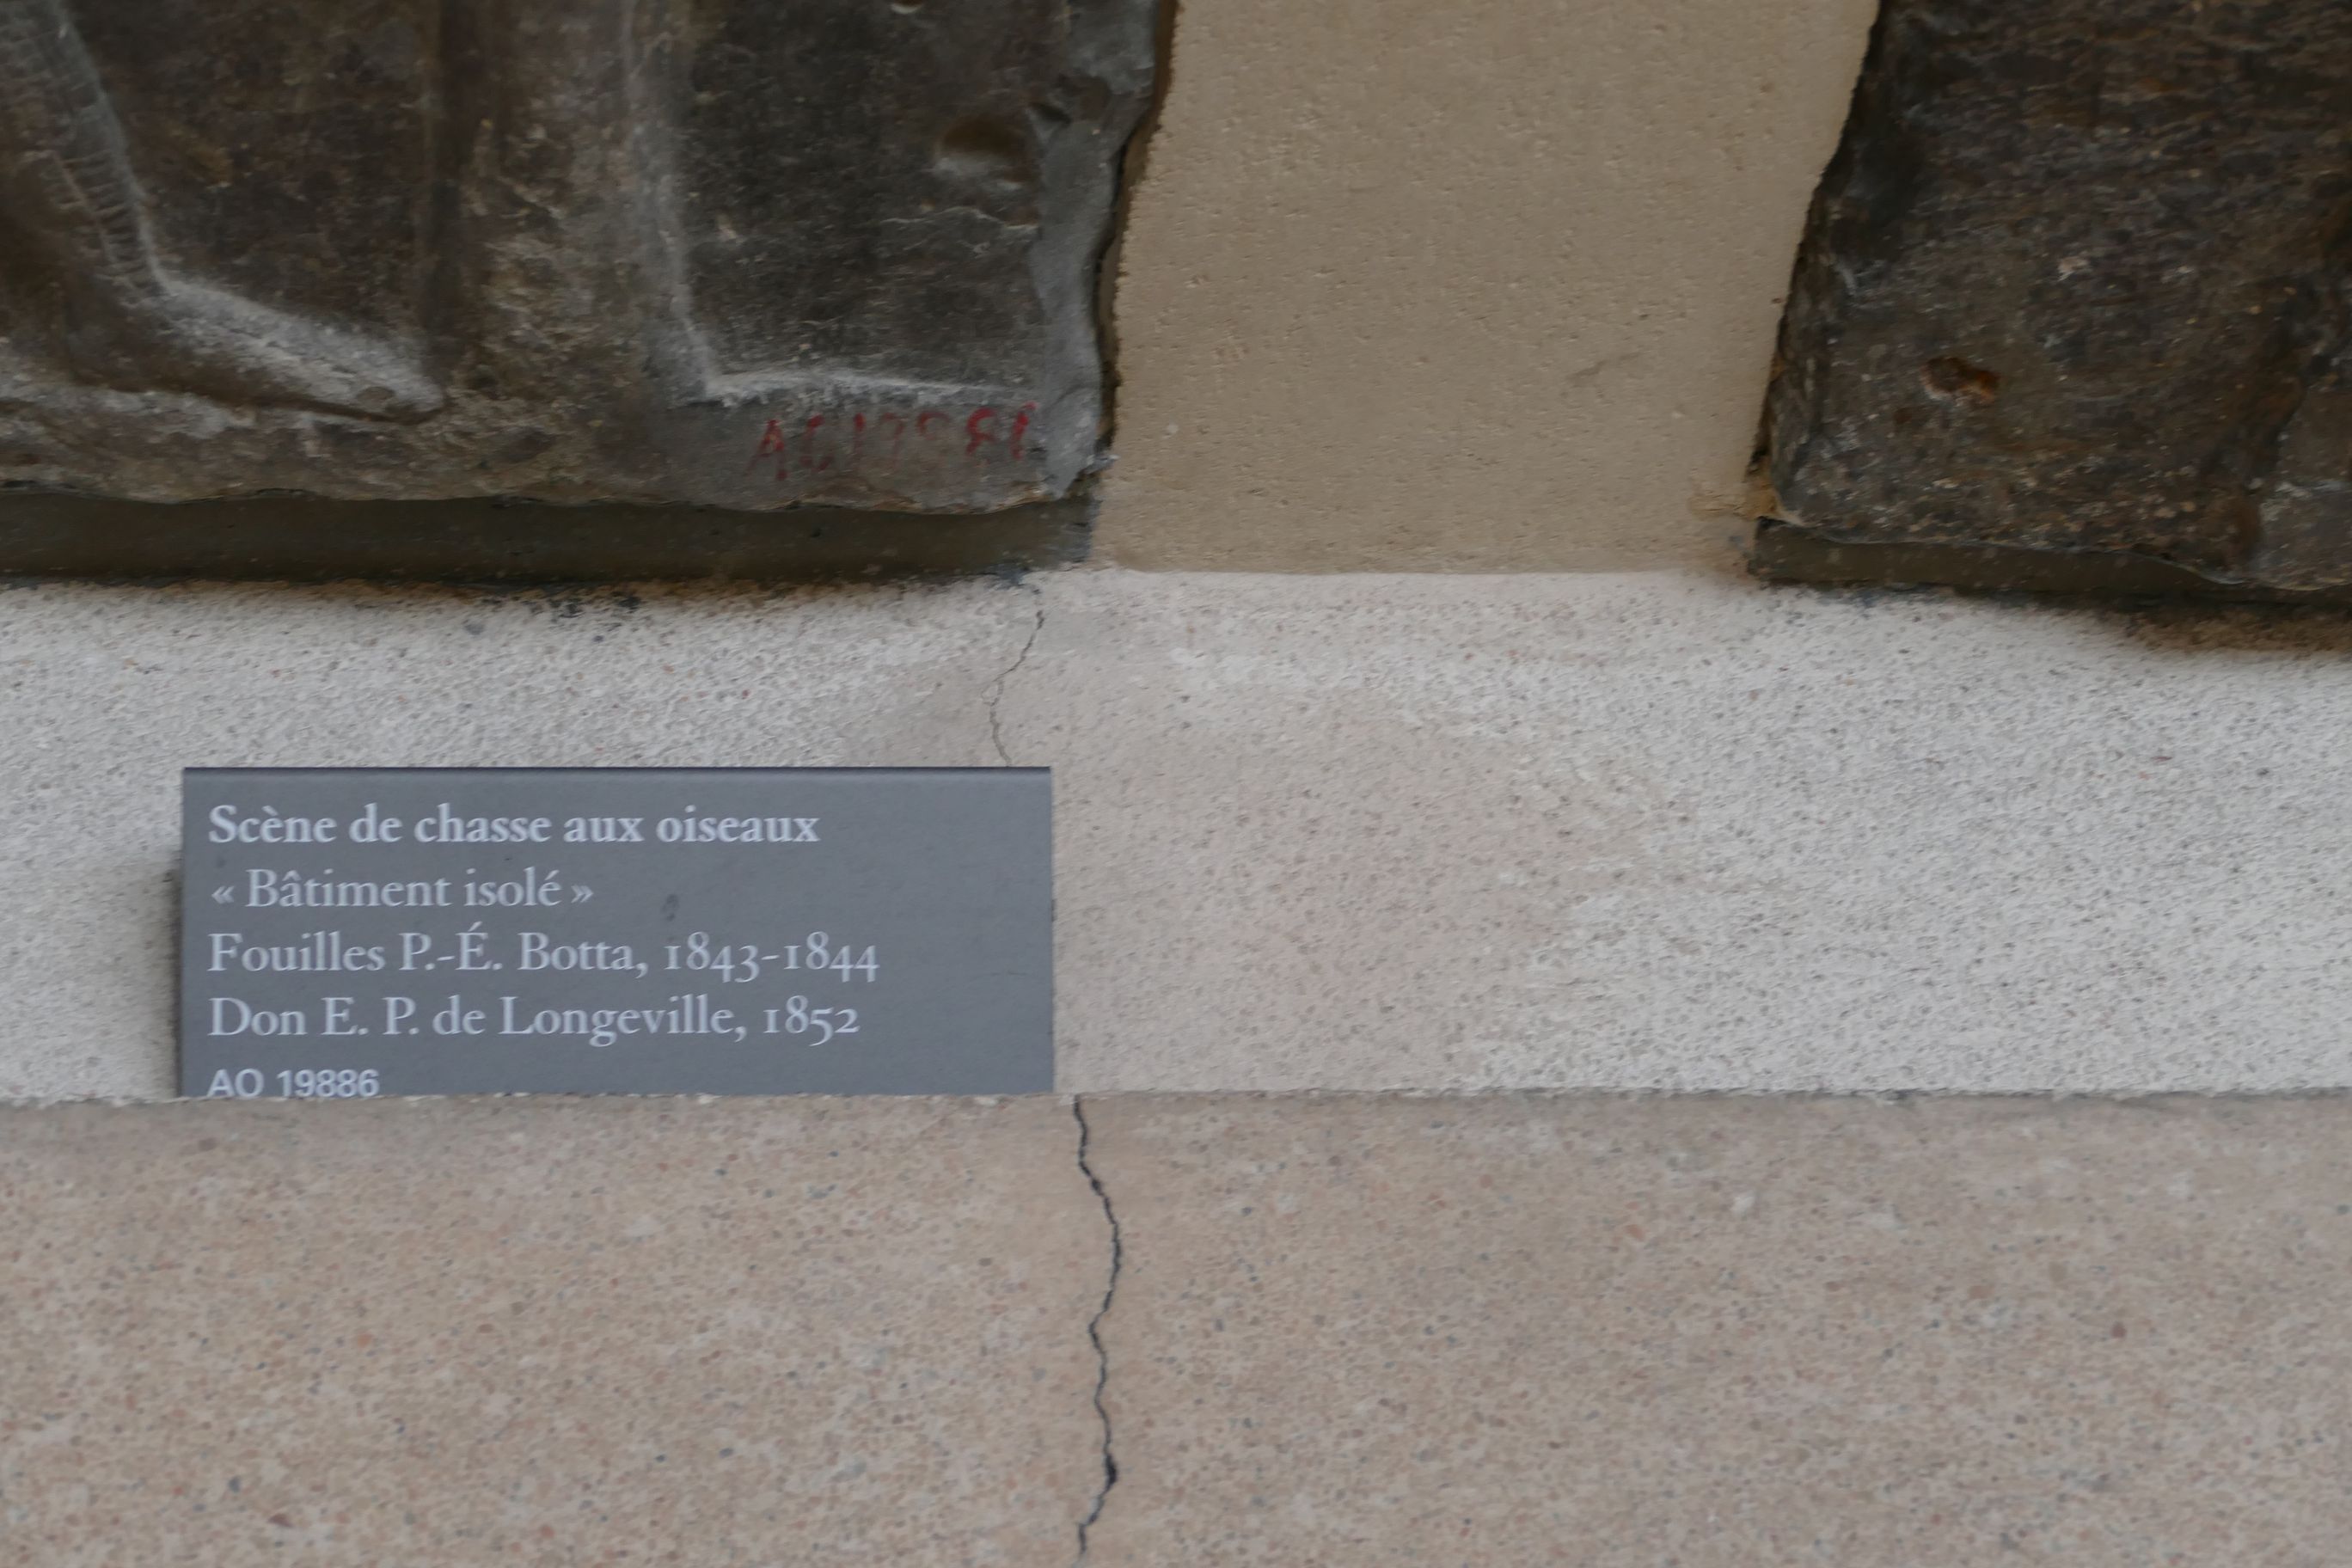 Scène de chasse aux oiseaux
« Bâtiment isolé »
Fouilles P.-É. Botta, 1843-1844
Don E. P. de Longeville, 1852
AO 19886